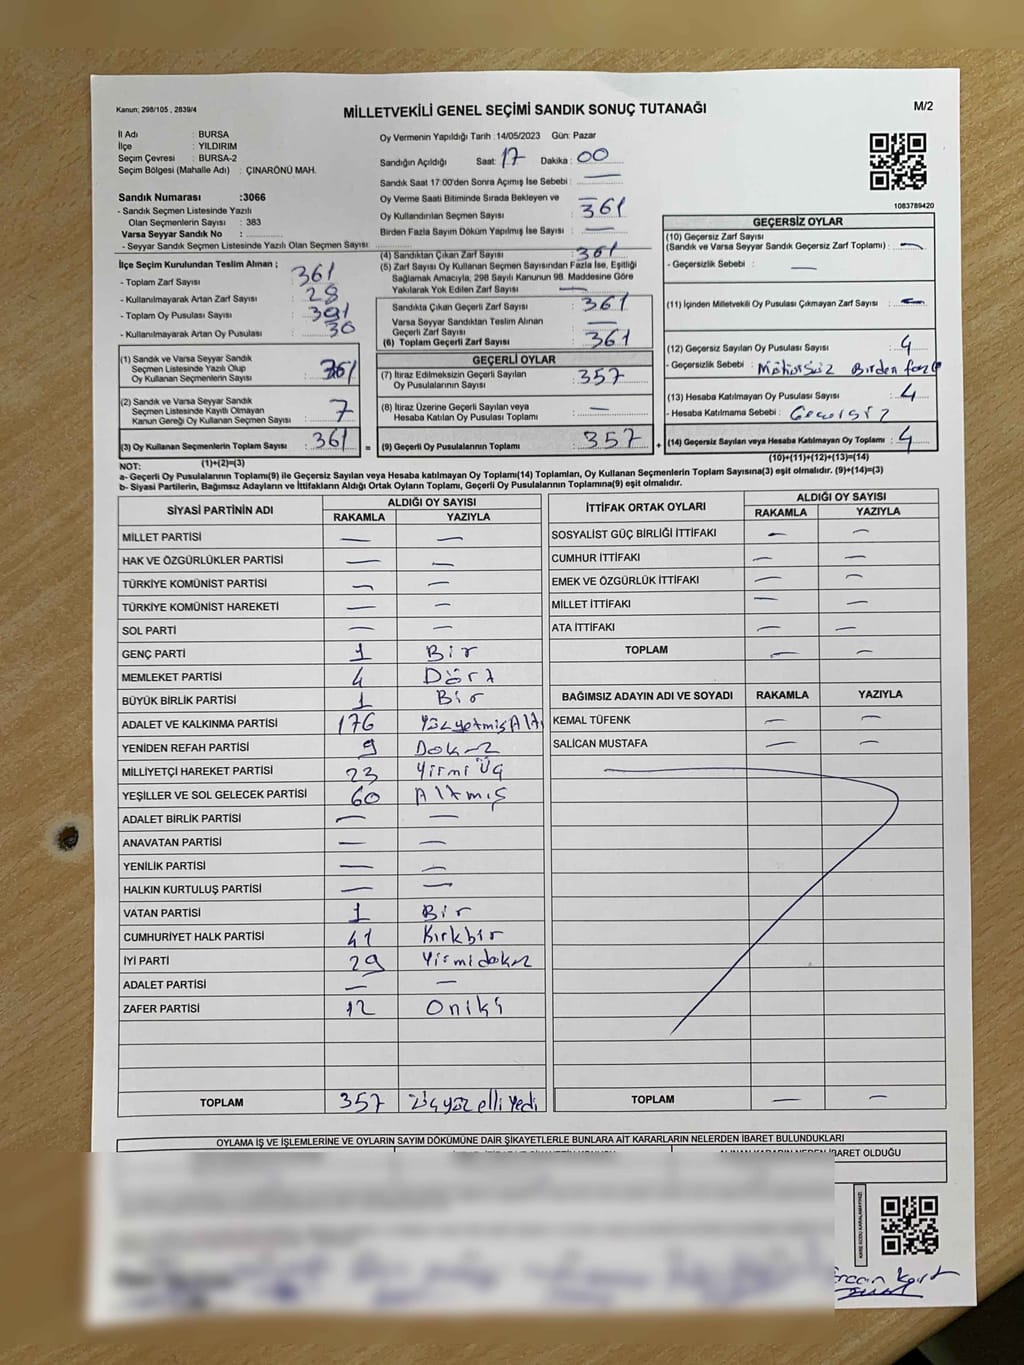 Kanun; 298/105 , 2839/4
MİLLETVEKİLİ GENEL SEÇİMİ SANDIK SONUÇ TUTANAĞI
M/2
İl Adı : BURSA
İlçe : YILDIRIM
Seçim Çevresi : BURSA-2
Seçim Bölgesi (Mahalle Adı) : ÇINARÖNÜ MAH.
Sandık Numarası :3066
- Sandık Seçmen Listesinde Yazılı
Olan Seçmenlerin Sayısı : 383
Varsa Seyyar Sandık No :
- Seyyar Sandık Seçmen Listesinde Yazılı Olan Seçmen Sayısı:
Oy Vermenin Yapıldığı Tarih :14/05/2023 Gün: Pazar
Sandığın Açıldığı Saat: 17 Dakika : 00
Sandık Saat 17:00'den Sonra Açımış İse Sebebi : —
Oy Verme Saati Bitiminde Sırada Bekleyen ve
Oy Kullandırılan Seçmen Sayısı : 361
Birden Fazla Sayım Döküm Yapılmış İse Sayısı : —
1083789420
İlçe Seçim Kurulundan Teslim Alınan ;
- Toplam Zarf Sayısı : 361
- Kullanılmayarak Artan Zarf Sayısı : 28
- Toplam Oy Pusulası Sayısı : 391
- Kullanılmayarak Artan Oy Pusulası : 30
(1) Sandık ve Varsa Seyyar Sandık
Seçmen Listesinde Yazılı Olup
Oy Kullanan Seçmenlerin Sayısı : 361
(2) Sandık ve Varsa Seyyar Sandık
Seçmen Listesinde Kayıtlı Olmayan
Kanun Gereği Oy Kullanan Seçmen Sayısı : 7
(3) Oy Kullanan Seçmenlerin Toplam Sayısı : 361
(1)+(2)=(3)
(4) Sandıktan Çıkan Zarf Sayısı : 361
(5) Zarf Sayısı Oy Kullanan Seçmen Sayısından Fazla İse, Eşitliği
Sağlamak Amacıyla; 298 Sayılı Kanunun 98. Maddesine Göre
Yakılarak Yok Edilen Zarf Sayısı : —
Sandıkta Çıkan Geçerli Zarf Sayısı : 361
Varsa Seyyar Sandıktan Teslim Alınan
Geçerli Zarf Sayısı : —
(6) Toplam Geçerli Zarf Sayısı : 361
GEÇERLİ OYLAR
(7) İtiraz Edilmeksizin Geçerli Sayılan
Oy Pusulalarının Sayısı : 357
(8) İtiraz Üzerine Geçerli Sayılan veya
Hesaba Katılan Oy Pusulası Toplamı : —
= (9) Geçerli Oy Pusulalarının Toplamı : 357
GEÇERSİZ OYLAR
(10) Geçersiz Zarf Sayısı
(Sandık ve Varsa Seyyar Sandık Geçersiz Zarf Toplamı) : —
- Geçersizlik Sebebi : —
(11) İçinden Milletvekili Oy Pusulası Çıkmayan Zarf Sayısı : —
(12) Geçersiz Sayılan Oy Pusulası Sayısı : 4
- Geçersizlik Sebebi : Mühürsüz Birden fazla
(13) Hesaba Katılmayan Oy Pusulası Sayısı : 4
- Hesaba Katılmama Sebebi : Geçersiz
+ (14) Geçersiz Sayılan veya Hesaba Katılmayan Oy Toplamı : 4
(10)+(11)+(12)+(13)=(14)
NOT:
a- Geçerli Oy Pusulalarının Toplamı(9) ile Geçersiz Sayılan veya Hesaba katılmayan Oy Toplamı(14) Toplamları, Oy Kullanan Seçmenlerin Toplam Sayısına(3) eşit olmalıdır. (9)+(14)=(3)
b- Siyasi Partilerin, Bağımsız Adayların ve İttifakların Aldığı Ortak Oyların Toplamı, Geçerli Oy Pusulalarının Toplamına(9) eşit olmalıdır.
SİYASİ PARTİNİN ADI ALDIĞI OY SAYISI
RAKAMLA YAZIYLA
MİLLET PARTİSİ — —
HAK VE ÖZGÜRLÜKLER PARTİSİ — —
TÜRKİYE KOMÜNİST PARTİSİ — —
TÜRKİYE KOMÜNİST HAREKETİ — —
SOL PARTİ — —
GENÇ PARTİ 1 Bir
MEMLEKET PARTİSİ 4 Dört
BÜYÜK BİRLİK PARTİSİ 1 Bir
ADALET VE KALKINMA PARTİSİ 176 YüzyetmişAltı
YENİDEN REFAH PARTİSİ 9 Dokuz
MİLLİYETÇİ HAREKET PARTİSİ 23 Yirmi Üç
YEŞİLLER VE SOL GELECEK PARTİSİ 60 Altmış
ADALET BİRLİK PARTİSİ — —
ANAVATAN PARTİSİ — —
YENİLİK PARTİSİ — —
HALKIN KURTULUŞ PARTİSİ — —
VATAN PARTİSİ 1 Bir
CUMHURİYET HALK PARTİSİ 41 Kırkbir
İYİ PARTİ 29 Yirmidokuz
ADALET PARTİSİ — —
ZAFER PARTİSİ 12 Oniki
TOPLAM 357 Üçyüz elli Yedi
İTTİFAK ORTAK OYLARI ALDIĞI OY SAYISI
RAKAMLA YAZIYLA
SOSYALİST GÜÇ BİRLİĞİ İTTİFAKI — —
CUMHUR İTTİFAKI — —
EMEK VE ÖZGÜRLÜK İTTİFAKI — —
MİLLET İTTİFAKI — —
ATA İTTİFAKI — —
TOPLAM — —
BAĞIMSIZ ADAYIN ADI VE SOYADI RAKAMLA YAZIYLA
KEMAL TÜFENK — —
SALİCAN MUSTAFA — —
TOPLAM — —
OYLAMA İŞ VE İŞLEMLERİNE VE OYLARIN SAYIM DÖKÜMÜNE DAİR ŞİKAYETLERLE BUNLARA AİT KARARLARIN NELERDEN İBARET BULUNDUKLARI
ALINAN KARARIN NEDEN İBARET OLDUĞU